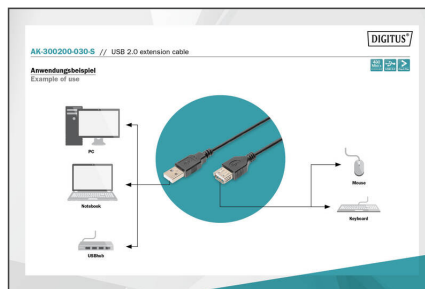 DIGITUS®
AK-300200-030-S // USB 2.0 extension cable
Anwendungsbeispiel
Example of use
PC
Notebook
USBhub
Mouse
Keyboard